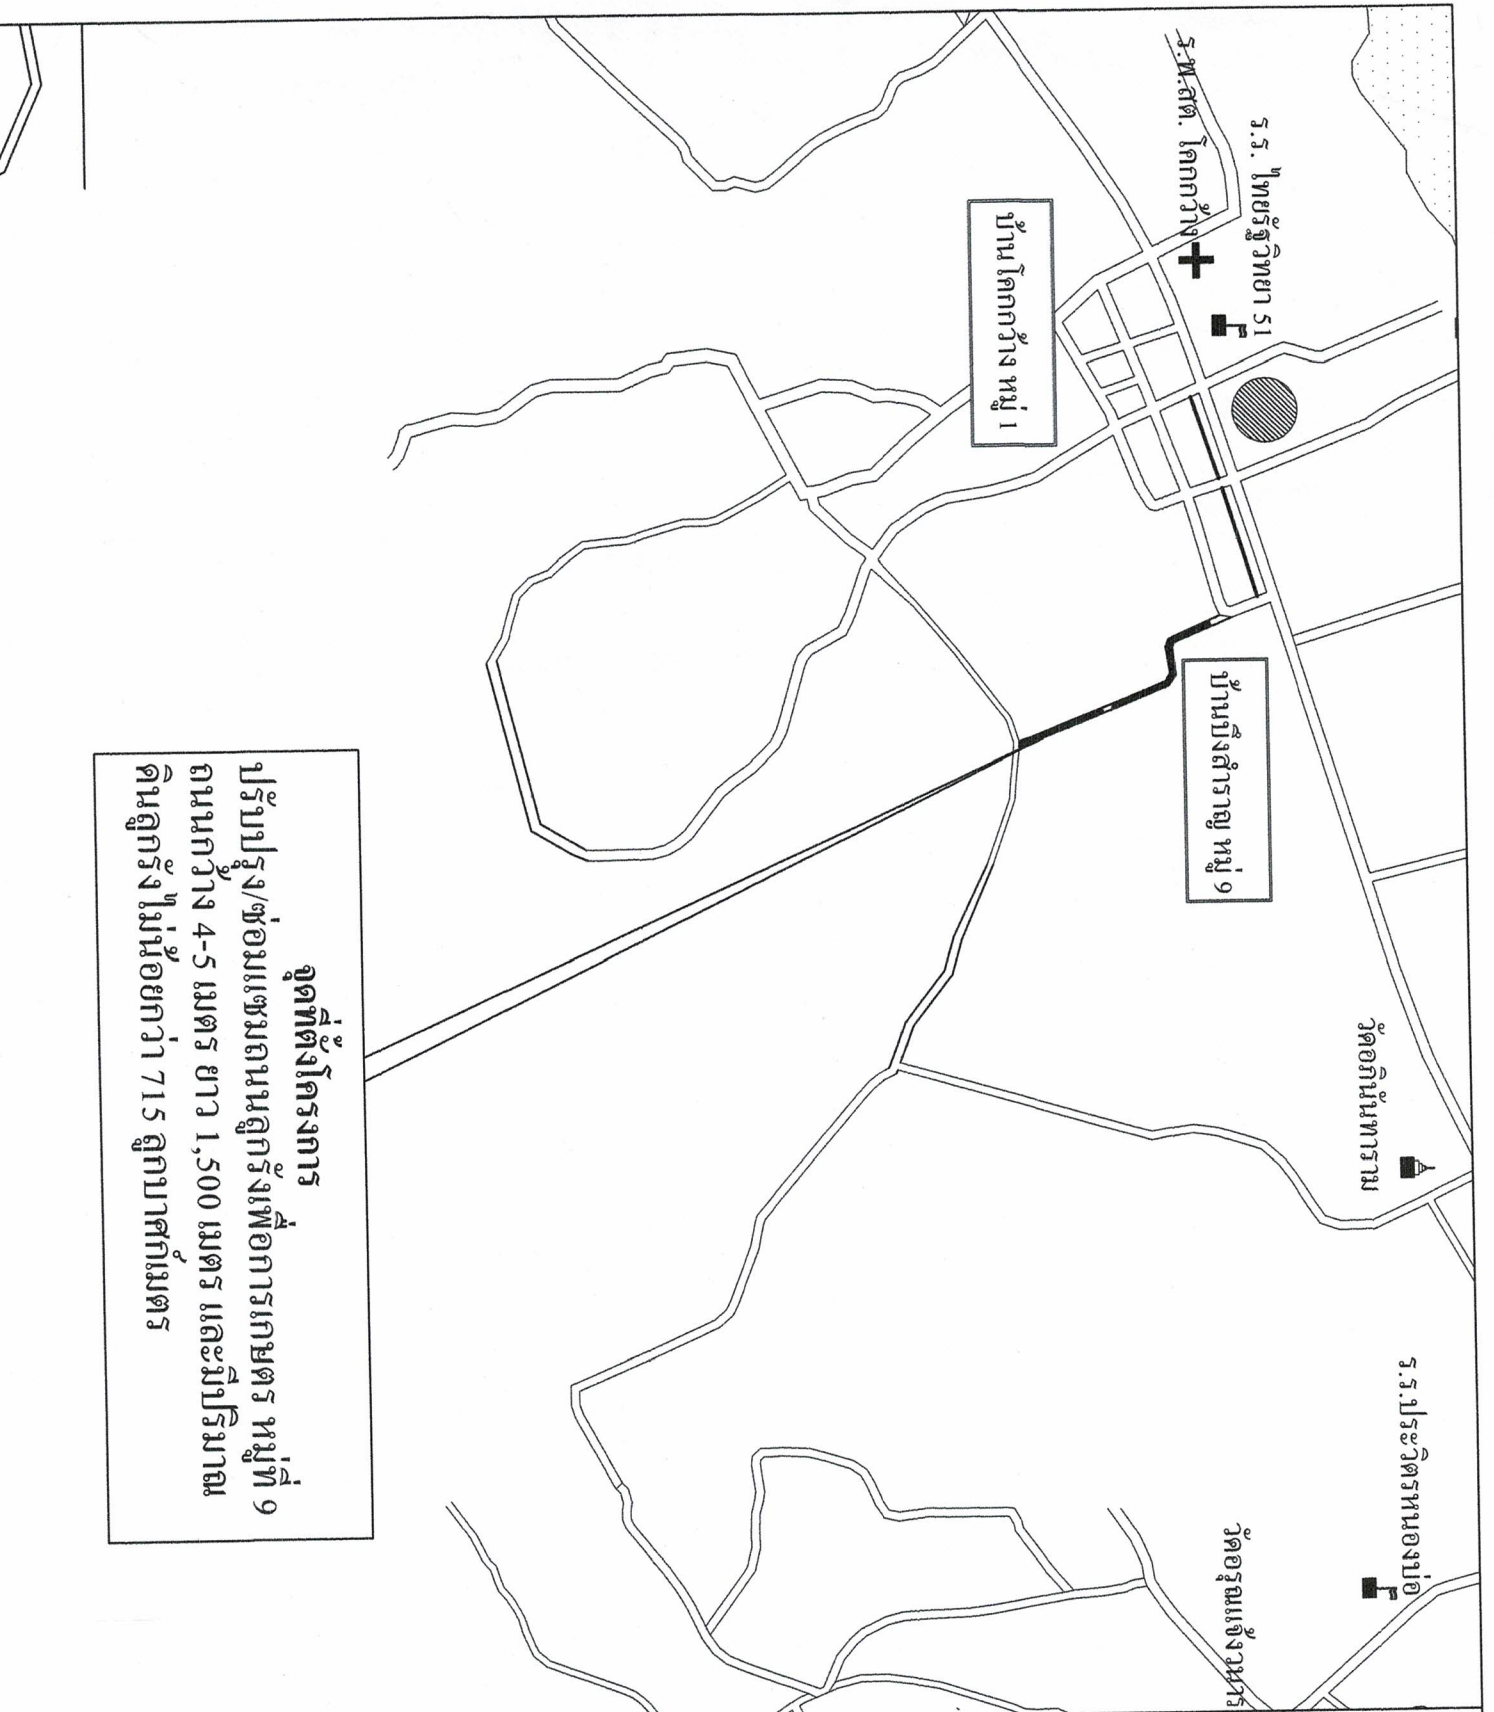 ร.ร. ไทยรัฐวิทยา 51
ร.พ.สต. โคกกว้าง
บ้านโคกกว้าง หมู่ 1
บ้านบึงสำราญ หมู่ 9
วัดอภินันทาราม
ร.ร.ประวิตรหนองบ่อ
วัดอรุณแจ้งวนาร
จุดที่ตั้งโครงการ
ปรับปรุง/ซ่อมแซมถนนลูกรังเพื่อการเกษตร หมู่ที่ 9
ถนนกว้าง 4-5 เมตร ยาว 1,500 เมตร และมีปริมาณ
ดินลูกรังไม่น้อยกว่า 715 ลูกบาศก์เมตร